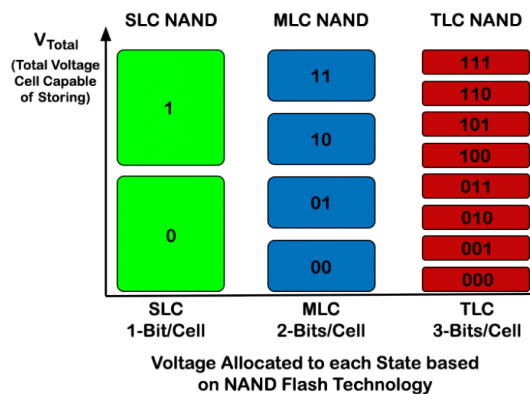 SLC NAND MLC NAND TLC NAND
V Total
(Total Voltage
Cell Capable
of Storing)
1
0
11
10
01
00
111
110
101
100
011
010
001
000
SLC
1-Bit/Cell
MLC
2-Bits/Cell
TLC
3-Bits/Cell
Voltage Allocated to each State based
on NAND Flash Technology